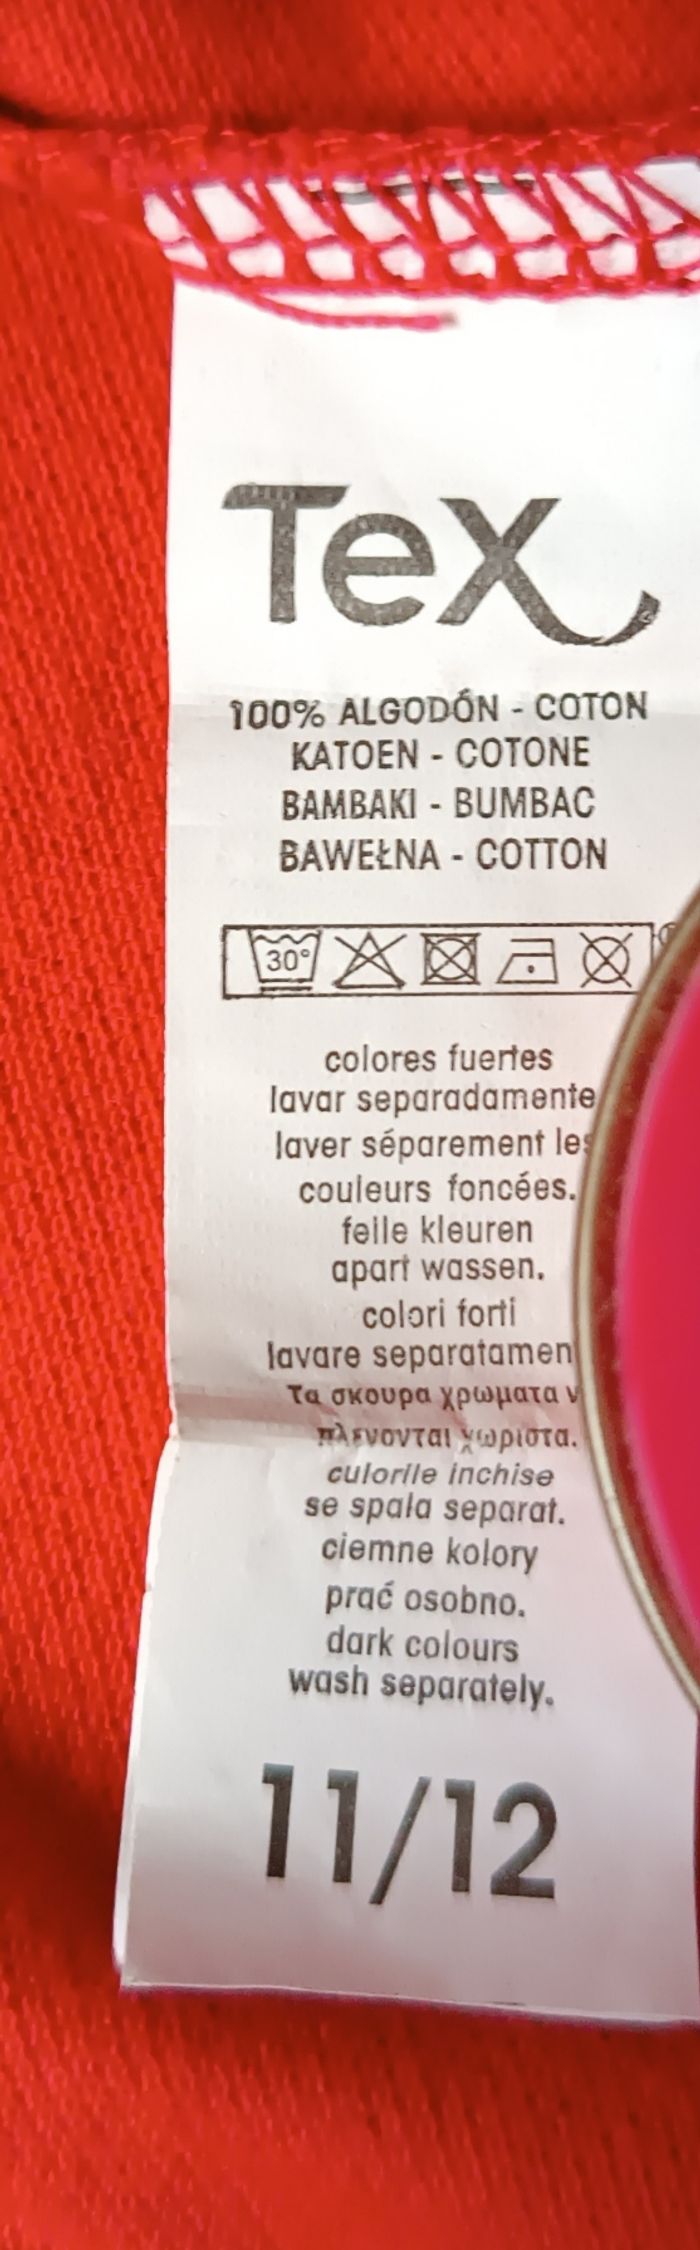 Tex
100% ALGODÓN - COTON
KATOEN - COTONE
BAMBAKI - BUMBAC
BAWEŁNA - COTTON
30°
colores fuertes
lavar separadamente
laver séparement les
couleurs foncées.
felle kleuren
apart wassen.
colori forti
lavare separatamen
Τα σκουρα χρωματα ν
πλενονται χωριστα.
culorile inchise
se spala separat.
ciemne kolory
prać osobno.
dark colours
wash separately.
11/12